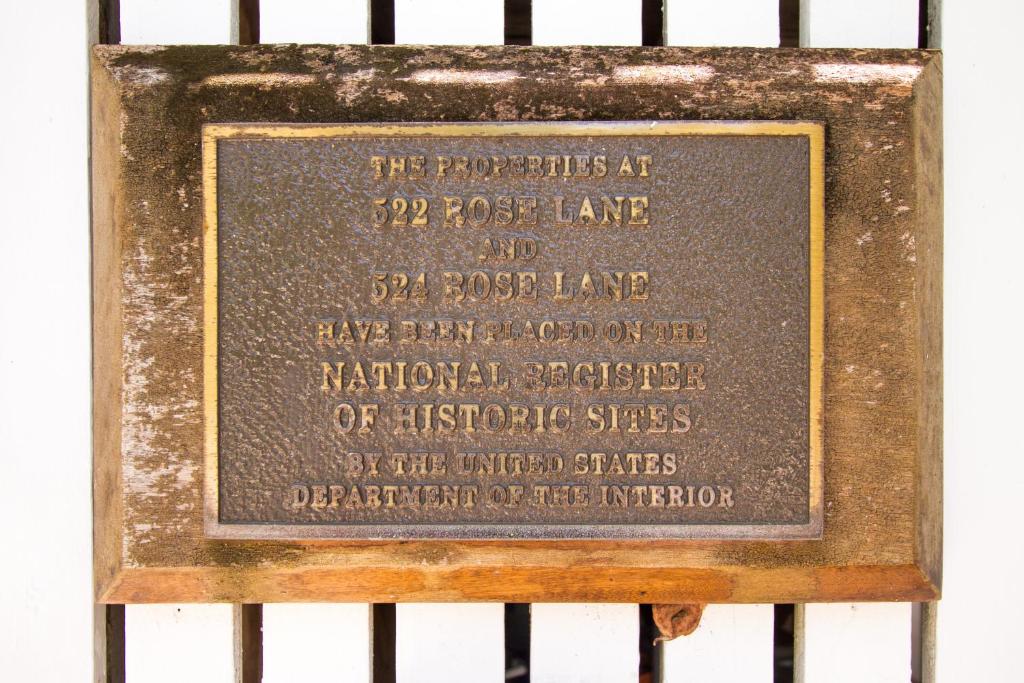 THE PROPERTIES AT
522 ROSE LANE
AND
524 ROSE LANE
HAVE BEEN PLACED ON THE
NATIONAL REGISTER
OF HISTORIC SITES
BY THE UNITED STATES
DEPARTMENT OF THE INTERIOR